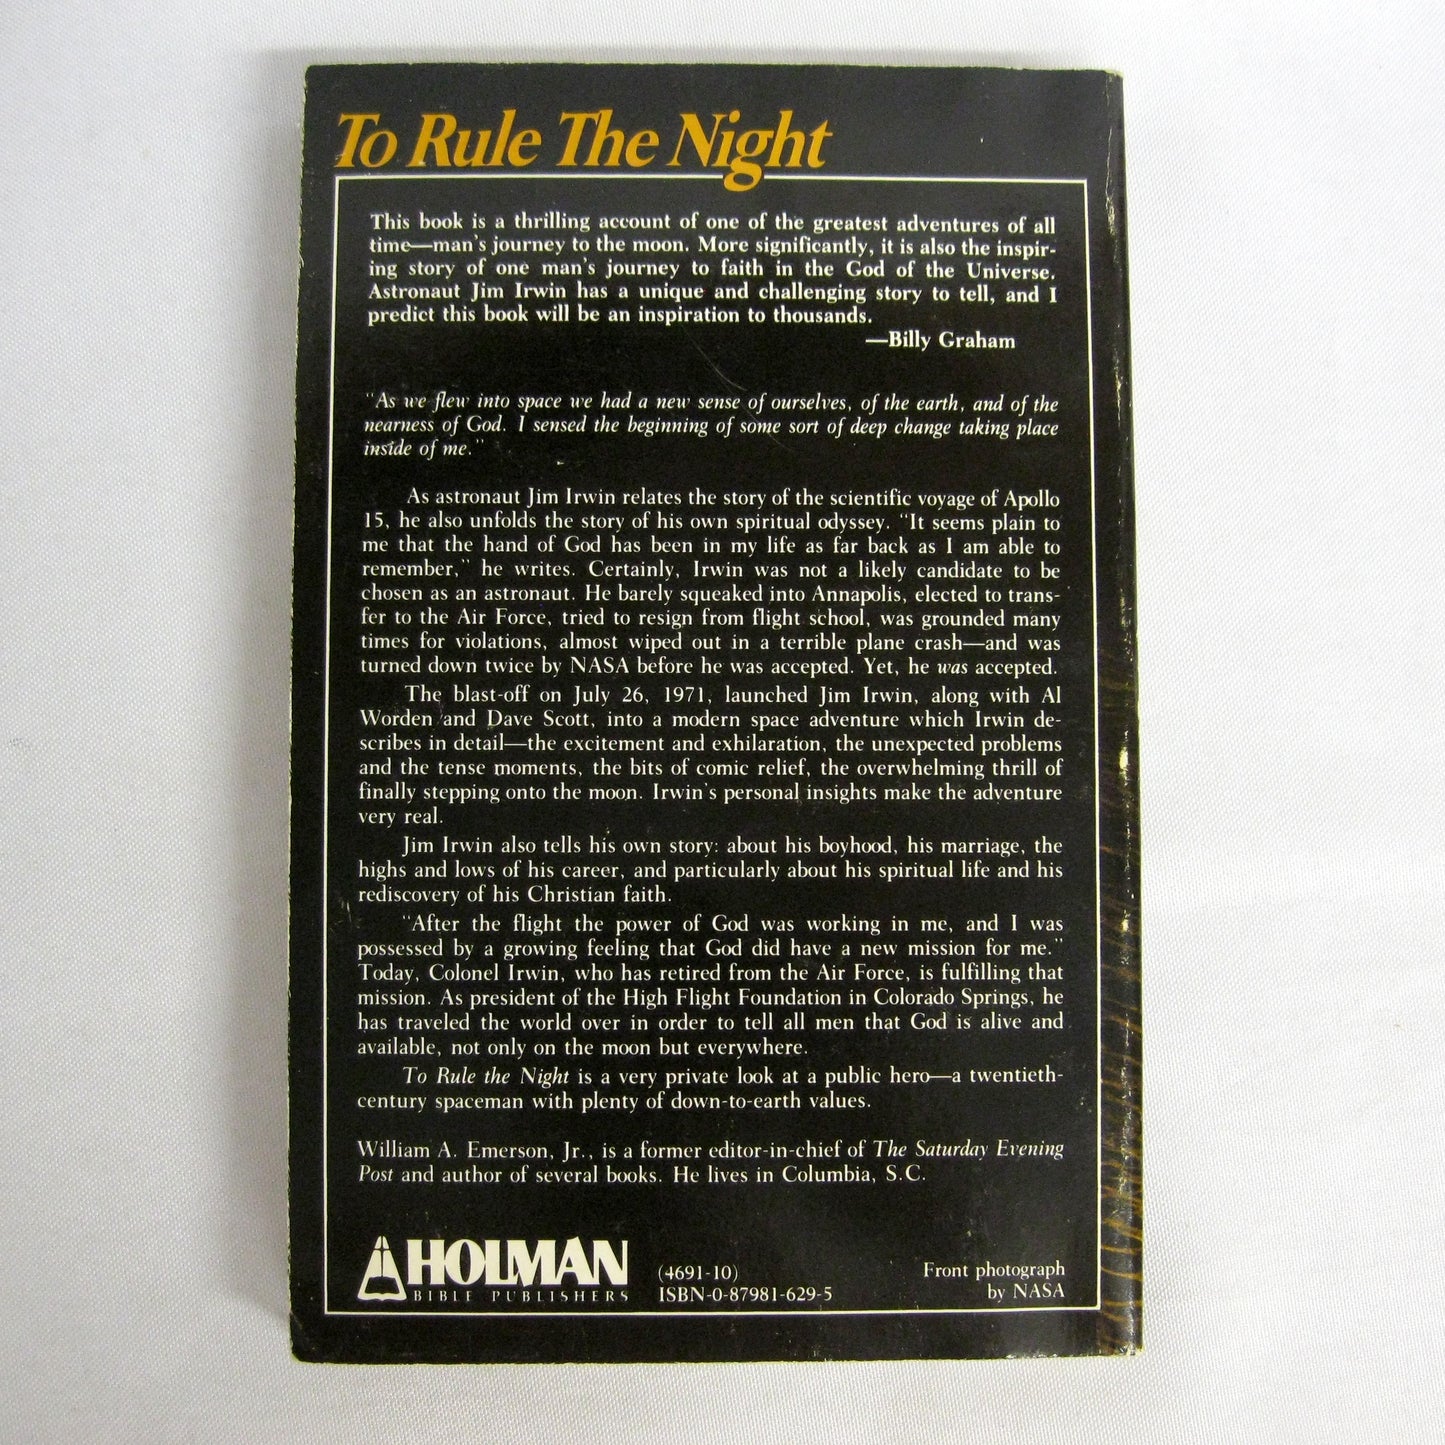 To Rule The Night
This book is a thrilling account of one of the greatest adventures of all
time—man's journey to the moon. More significantly, it is also the inspir-
ing story of one man's journey to faith in the God of the Universe.
Astronaut Jim Irwin has a unique and challenging story to tell, and I
predict this book will be an inspiration to thousands.
—Billy Graham
"As we flew into space we had a new sense of ourselves, of the earth, and of the
nearness of God. I sensed the beginning of some sort of deep change taking place
inside of me."
As astronaut Jim Irwin relates the story of the scientific voyage of Apollo
15, he also unfolds the story of his own spiritual odyssey. "It seems plain to
me that the hand of God has been in my life as far back as I am able to
remember," he writes. Certainly, Irwin was not a likely candidate to be
chosen as an astronaut. He barely squeaked into Annapolis, elected to trans-
fer to the Air Force, tried to resign from flight school, was grounded many
times for violations, almost wiped out in a terrible plane crash—and was
turned down twice by NASA before he was accepted. Yet, he was accepted.
The blast-off on July 26, 1971, launched Jim Irwin, along with Al
Worden and Dave Scott, into a modern space adventure which Irwin de-
scribes in detail—the excitement and exhilaration, the unexpected problems
and the tense moments, the bits of comic relief, the overwhelming thrill of
finally stepping onto the moon. Irwin's personal insights make the adventure
very real.
Jim Irwin also tells his own story: about his boyhood, his marriage, the
highs and lows of his career, and particularly about his spiritual life and his
rediscovery of his Christian faith.
"After the flight the power of God was working in me, and I was
possessed by a growing feeling that God did have a new mission for me."
Today, Colonel Irwin, who has retired from the Air Force, is fulfilling that
mission. As president of the High Flight Foundation in Colorado Springs, he
has traveled the world over in order to tell all men that God is alive and
available, not only on the moon but everywhere.
To Rule the Night is a very private look at a public hero—a twentieth-
century spaceman with plenty of down-to-earth values.
William A. Emerson, Jr., is a former editor-in-chief of The Saturday Evening
Post and author of several books. He lives in Columbia, S.C.
HOLMAN
BIBLE PUBLISHERS
(4691-10)
ISBN-0-87981-629-5
Front photograph
by NASA